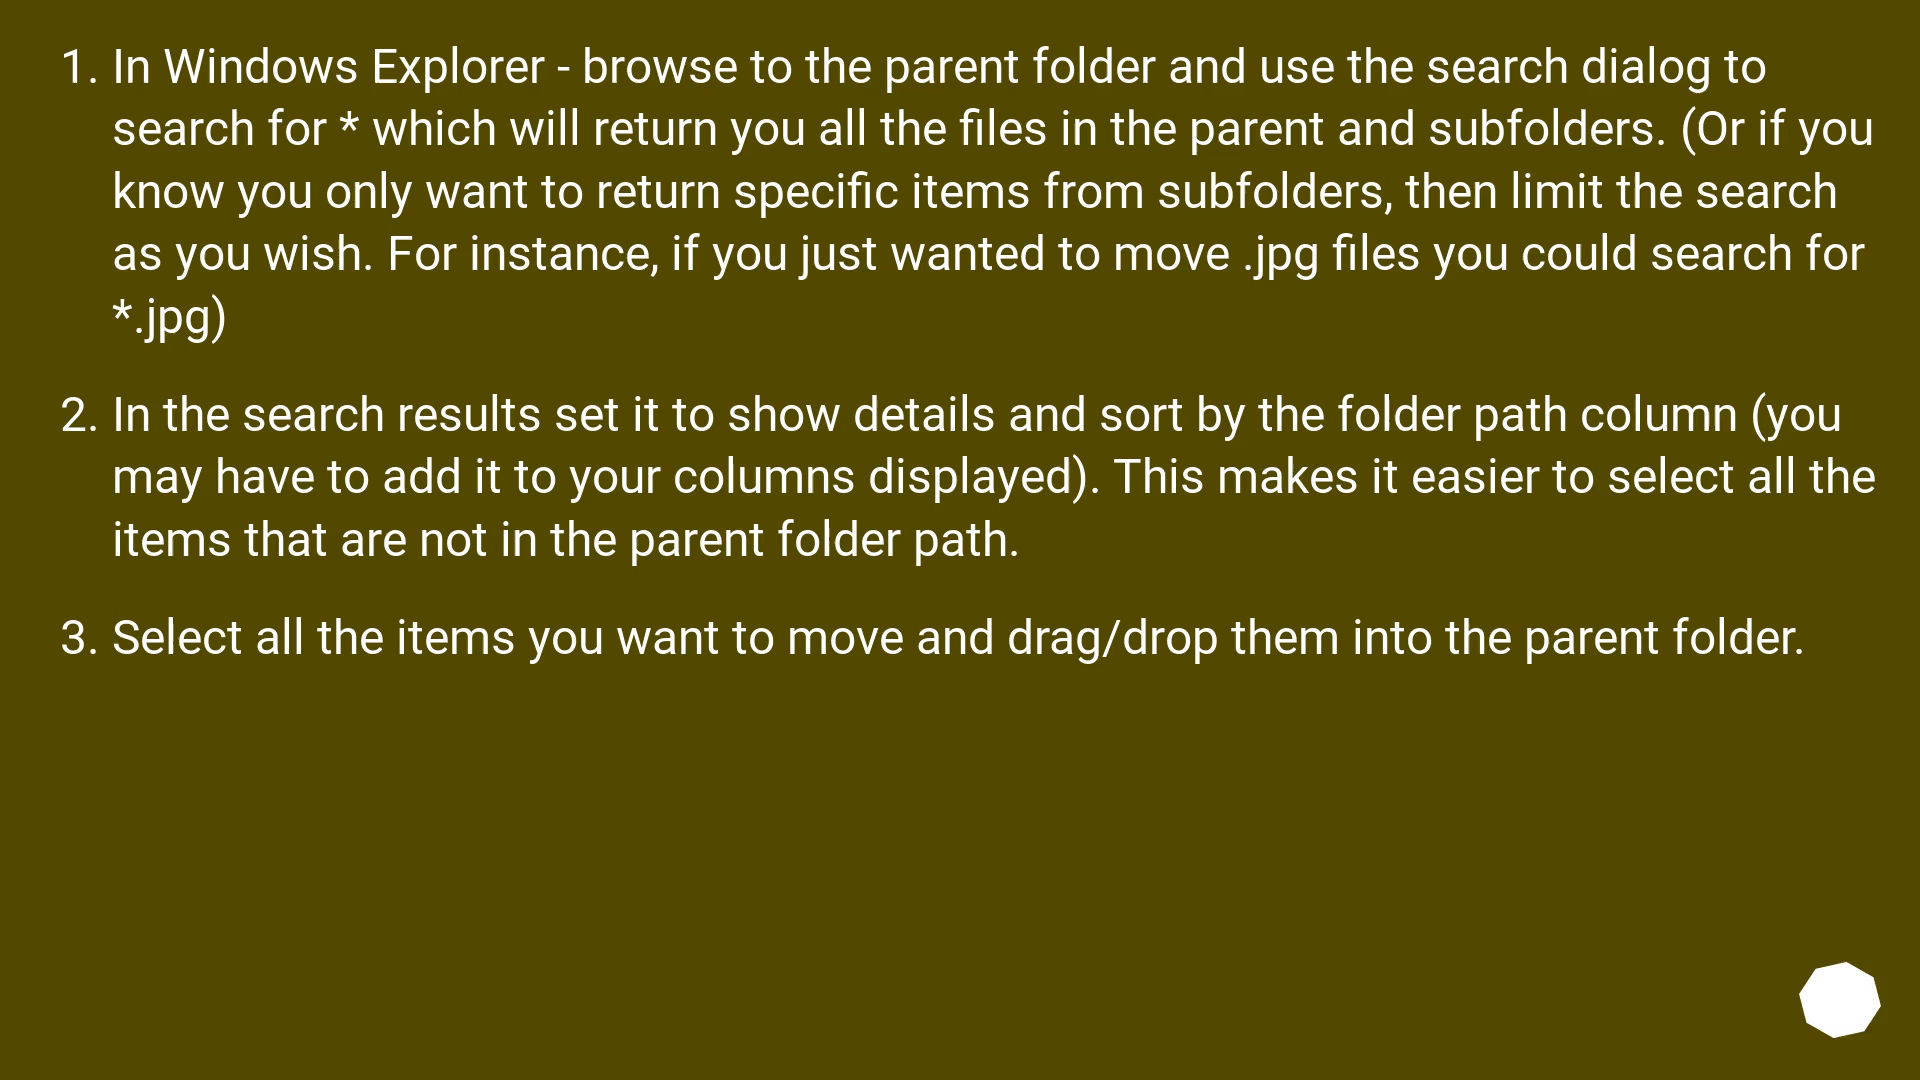 1. In Windows Explorer - browse to the parent folder and use the search dialog to
search for * which will return you all the files in the parent and subfolders. (Or if you
know you only want to return specific items from subfolders, then limit the search
as you wish. For instance, if you just wanted to move .jpg files you could search for
*.jpg)
2. In the search results set it to show details and sort by the folder path column (you
may have to add it to your columns displayed). This makes it easier to select all the
items that are not in the parent folder path.
3. Select all the items you want to move and drag/drop them into the parent folder.